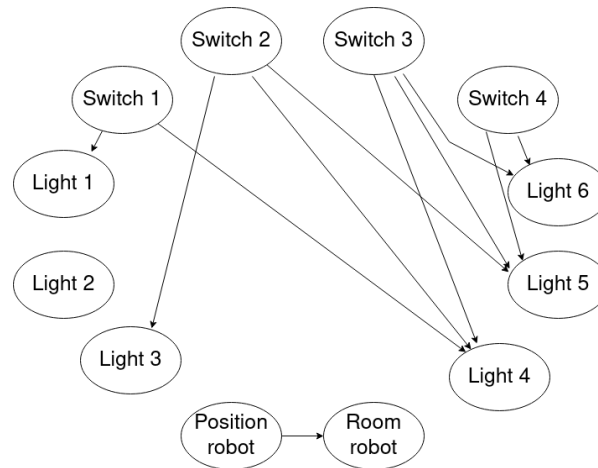 Switch 2
Switch 3
Switch 1
Switch 4
Light 1
Light 6
Light 2
Light 5
Light 3
Light 4
Position
robot
Room
robot